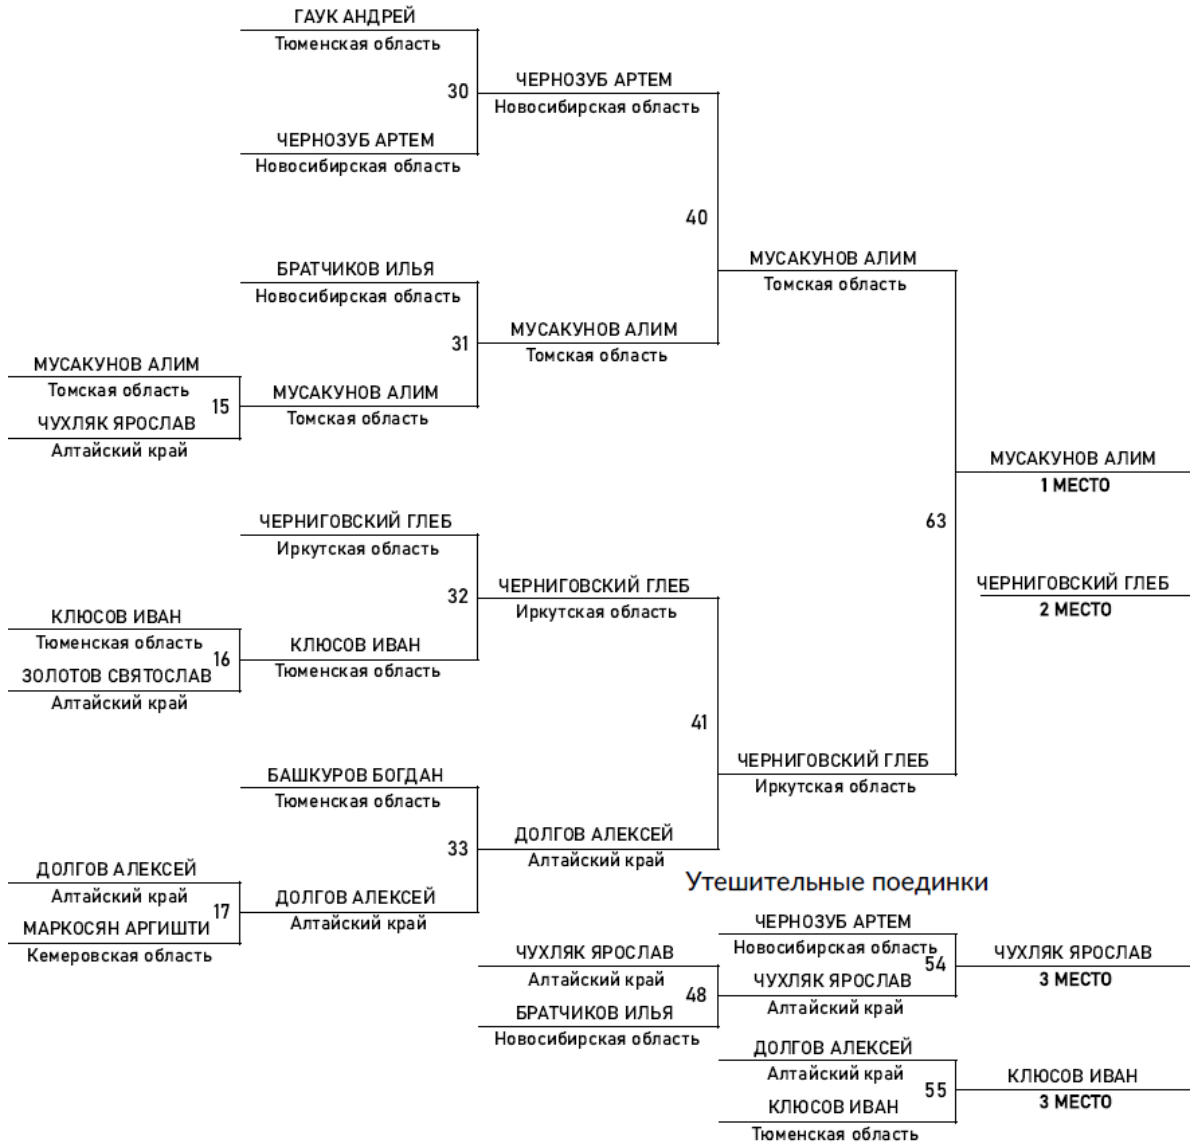 ГАУК АНДРЕЙ
Тюменская область
30
ЧЕРНОЗУБ АРТЕМ
Новосибирская область
ЧЕРНОЗУБ АРТЕМ
Новосибирская область
40
БРАТЧИКОВ ИЛЬЯ
Новосибирская область
МУСАКУНОВ АЛИМ
Томская область
31
МУСАКУНОВ АЛИМ
Томская область
МУСАКУНОВ АЛИМ
Томская область
15
МУСАКУНОВ АЛИМ
Томская область
ЧУХЛЯК ЯРОСЛАВ
Алтайский край
МУСАКУНОВ АЛИМ
1 МЕСТО
63
ЧЕРНИГОВСКИЙ ГЛЕБ
Иркутская область
32
ЧЕРНИГОВСКИЙ ГЛЕБ
Иркутская область
ЧЕРНИГОВСКИЙ ГЛЕБ
2 МЕСТО
КЛЮСОВ ИВАН
Тюменская область
16
КЛЮСОВ ИВАН
Тюменская область
ЗОЛОТОВ СВЯТОСЛАВ
Алтайский край
41
ЧЕРНИГОВСКИЙ ГЛЕБ
Иркутская область
БАШКУРОВ БОГДАН
Тюменская область
33
ДОЛГОВ АЛЕКСЕЙ
Алтайский край
ДОЛГОВ АЛЕКСЕЙ
Алтайский край
17
ДОЛГОВ АЛЕКСЕЙ
Алтайский край
МАРКОСЯН АРГИШТИ
Кемеровская область
Утешительные поединки
ЧЕРНОЗУБ АРТЕМ
Новосибирская область
54
ЧУХЛЯК ЯРОСЛАВ
3 МЕСТО
ЧУХЛЯК ЯРОСЛАВ
Алтайский край
48
ЧУХЛЯК ЯРОСЛАВ
Алтайский край
БРАТЧИКОВ ИЛЬЯ
Новосибирская область
ДОЛГОВ АЛЕКСЕЙ
Алтайский край
55
КЛЮСОВ ИВАН
3 МЕСТО
КЛЮСОВ ИВАН
Тюменская область